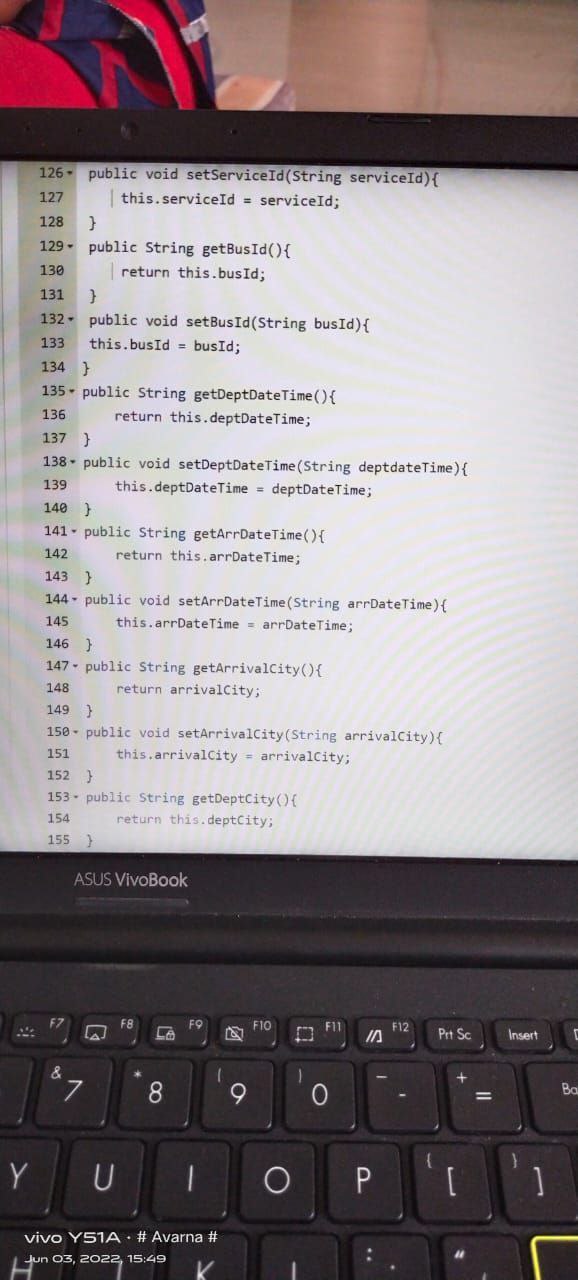 126 public void setServiceId(String serviceId){
127 this.serviceId = serviceId;
128 }
129 public String getBusId(){
130 return this.busId;
131 }
132 public void setBusId(String busId){
133 this.busId = busId;
134 }
135 public String getDeptDateTime(){
136 return this.deptDateTime;
137 }
138 public void setDeptDateTime(String deptdateTime){
139 this.deptDateTime = deptDateTime;
140 }
141 public String getArrDateTime(){
142 return this.arrDateTime;
143 }
144 public void setArrDateTime(String arrDateTime){
145 this.arrDateTime = arrDateTime;
146 }
147 public String getArrivalCity(){
148 return arrivalCity;
149 }
150 public void setArrivalCity(String arrivalCity){
151 this.arrivalCity = arrivalCity;
152 }
153 public String getDeptCity(){
154 return this.deptCity;
155 }
ASUS VivoBook
F7 F8 F9 F10 F11 F12 Prt Sc Insert
& 7 * 8 ( 9 ) 0 _ - + = Ba
Y U I O P { [ } ]
H K L : ; "
vivo Y51A · # Avarna #
Jun 03, 2022, 15:49